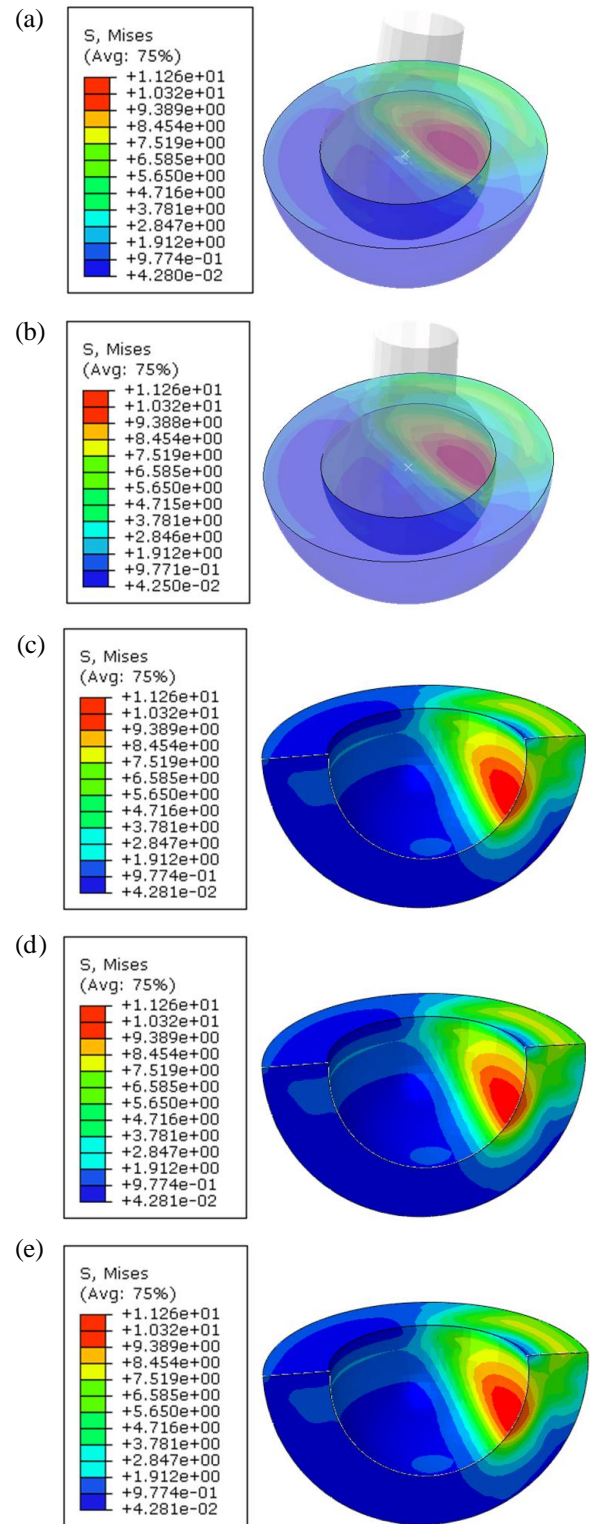 (a)
S, Mises
(Avg: 75%)
+1.126e+01
+1.032e+01
+9.389e+00
+8.454e+00
+7.519e+00
+6.585e+00
+5.650e+00
+4.716e+00
+3.781e+00
+2.847e+00
+1.912e+00
+9.774e-01
+4.280e-02
(b)
S, Mises
(Avg: 75%)
+1.126e+01
+1.032e+01
+9.388e+00
+8.454e+00
+7.519e+00
+6.585e+00
+5.650e+00
+4.715e+00
+3.781e+00
+2.846e+00
+1.912e+00
+9.771e-01
+4.250e-02
(c)
S, Mises
(Avg: 75%)
+1.126e+01
+1.032e+01
+9.389e+00
+8.454e+00
+7.519e+00
+6.585e+00
+5.650e+00
+4.716e+00
+3.781e+00
+2.847e+00
+1.912e+00
+9.774e-01
+4.281e-02
(d)
S, Mises
(Avg: 75%)
+1.126e+01
+1.032e+01
+9.389e+00
+8.454e+00
+7.519e+00
+6.585e+00
+5.650e+00
+4.716e+00
+3.781e+00
+2.847e+00
+1.912e+00
+9.774e-01
+4.281e-02
(e)
S, Mises
(Avg: 75%)
+1.126e+01
+1.032e+01
+9.389e+00
+8.454e+00
+7.519e+00
+6.585e+00
+5.650e+00
+4.716e+00
+3.781e+00
+2.847e+00
+1.912e+00
+9.774e-01
+4.281e-02